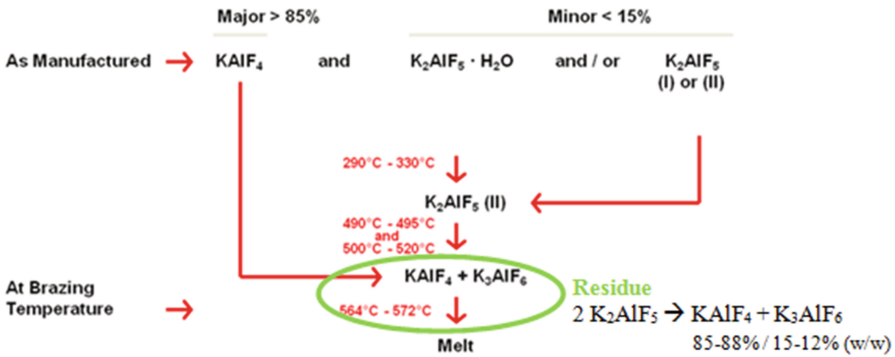 Major > 85% Minor < 15%
As Manufactured KAlF₄ and K₂AlF₅ · H₂O and / or K₂AlF₅
(I) or (II)
290°C - 330°C
K₂AlF₅ (II)
490°C - 495°C
and
500°C - 520°C
KAlF₄ + K₃AlF₆
At Brazing
Temperature
564°C - 572°C
Melt
Residue
2 K₂AlF₅ → KAlF₄ + K₃AlF₆
85-88% / 15-12% (w/w)